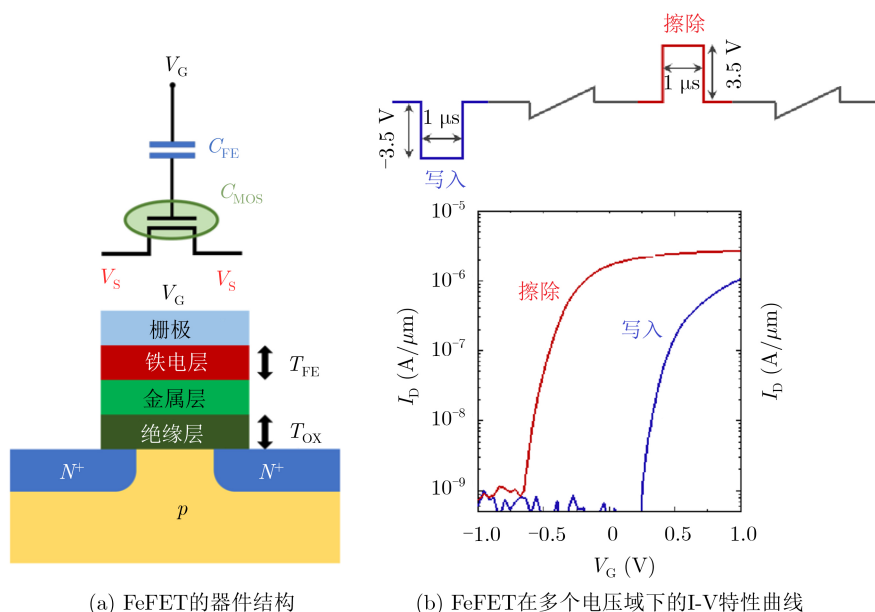 V_G
C_FE
C_MOS
V_S
V_S
V_G
栅极
铁电层
T_FE
金属层
绝缘层
T_OX
N⁺
N⁺
p
(a) FeFET的器件结构
擦除
1 μs
3.5 V
1 μs
−3.5 V
写入
10⁻⁵
10⁻⁶
10⁻⁷
10⁻⁸
10⁻⁹
I_D (A/μm)
擦除
写入
I_D (A/μm)
-1.0
-0.5
0
0.5
1.0
V_G (V)
(b) FeFET在多个电压域下的I-V特性曲线